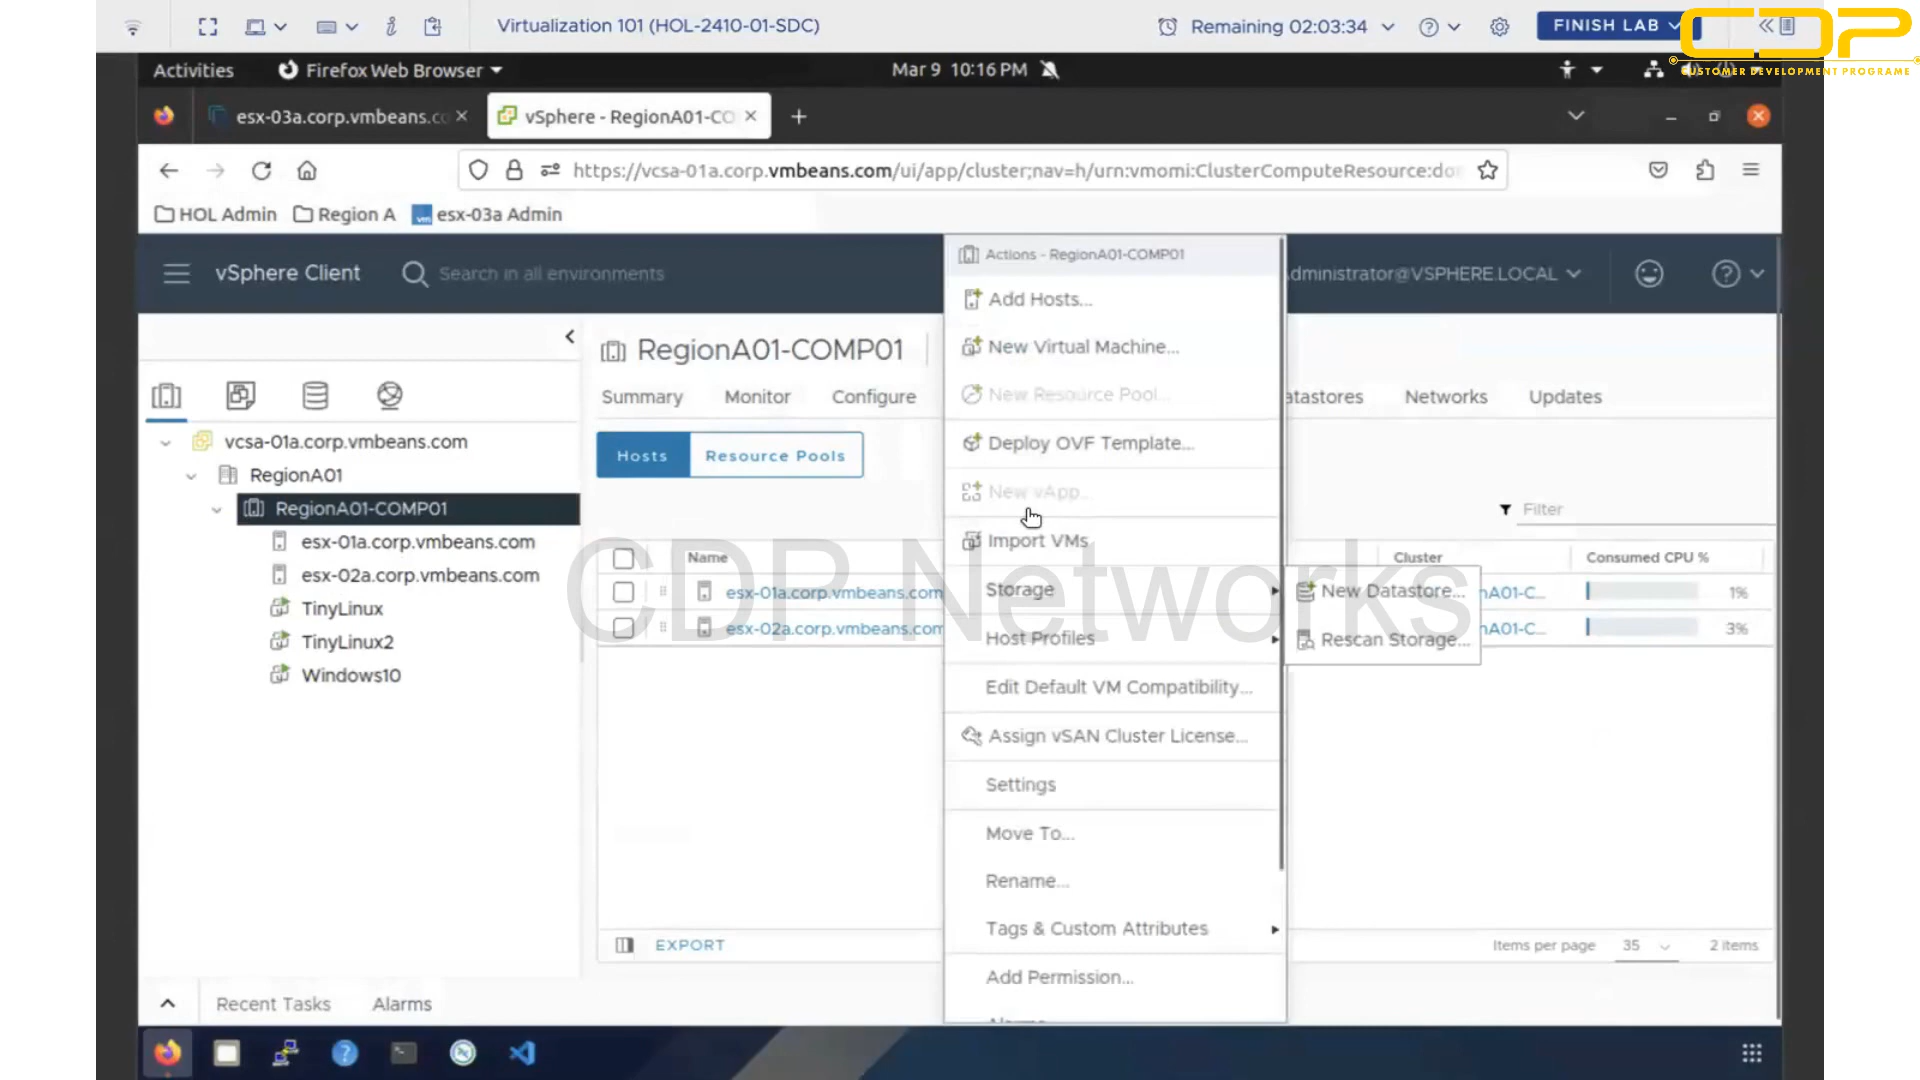 Virtualization 101 (HOL-2410-01-SDC)
Remaining 02:03:34
FINISH LAB
CDP
CUSTOMER DEVELOPMENT PROGRAME
Activities
Firefox Web Browser
Mar 9 10:16 PM
esx-03a.corp.vmbeans.co
vSphere - RegionA01-CO
https://vcsa-01a.corp.vmbeans.com/ui/app/cluster;nav=h/urn:vmomi:ClusterComputeResource:do
HOL Admin
Region A
esx-03a Admin
vSphere Client
Search in all environments
dministrator@VSPHERE.LOCAL
Actions - RegionA01-COMP01
Add Hosts...
New Virtual Machine...
New Resource Pool...
Deploy OVF Template...
New vApp...
Import VMs
Storage
Host Profiles
Edit Default VM Compatibility...
Assign vSAN Cluster License...
Settings
Move To...
Rename...
Tags & Custom Attributes
Add Permission...
Alarms
New Datastore...
Rescan Storage...
RegionA01-COMP01
Summary
Monitor
Configure
atastores
Networks
Updates
Hosts
Resource Pools
vcsa-01a.corp.vmbeans.com
RegionA01
RegionA01-COMP01
esx-01a.corp.vmbeans.com
esx-02a.corp.vmbeans.com
TinyLinux
TinyLinux2
Windows10
Filter
Name
Cluster
Consumed CPU %
esx-01a.corp.vmbeans.com
nA01-C...
1%
esx-02a.corp.vmbeans.com
nA01-C...
3%
CDP Networks
EXPORT
Items per page
35
2 items
Recent Tasks
Alarms